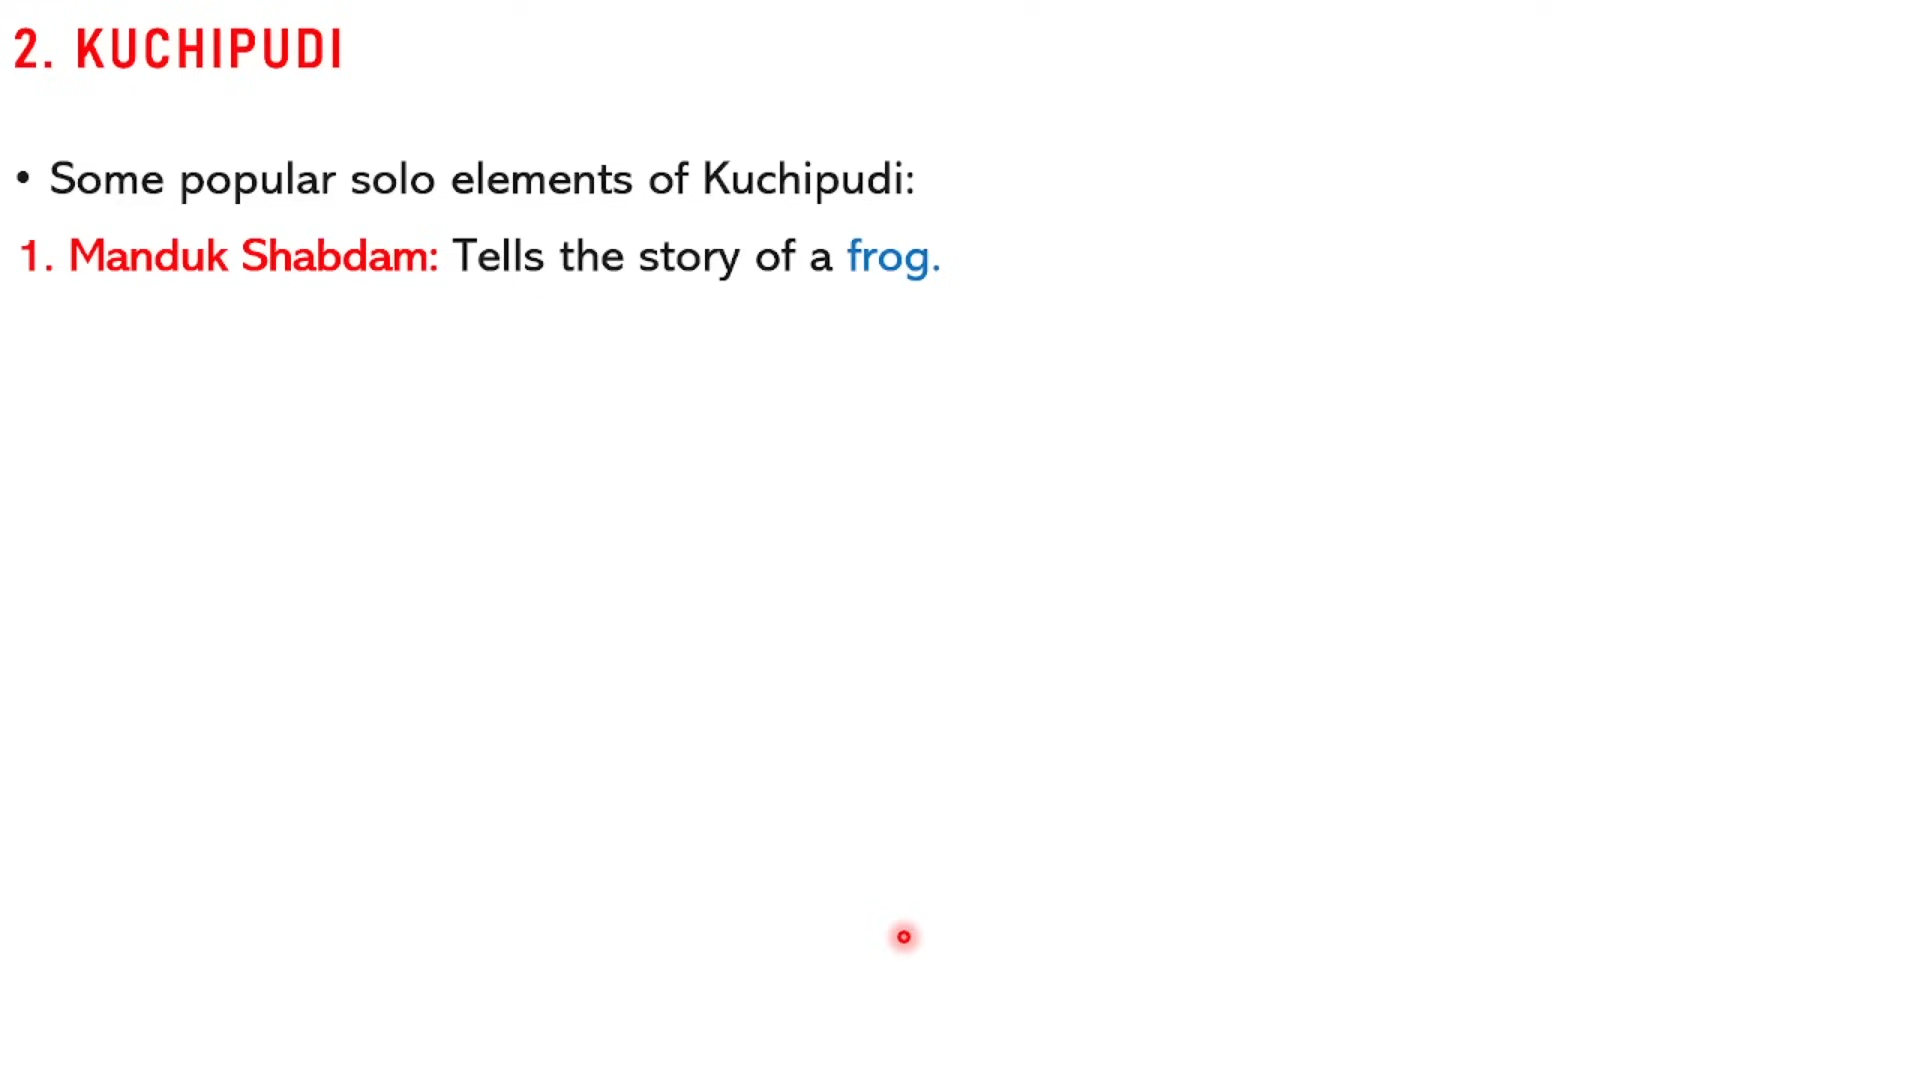 2. KUCHIPUDI
• Some popular solo elements of Kuchipudi:
1. Manduk Shabdam: Tells the story of a frog.